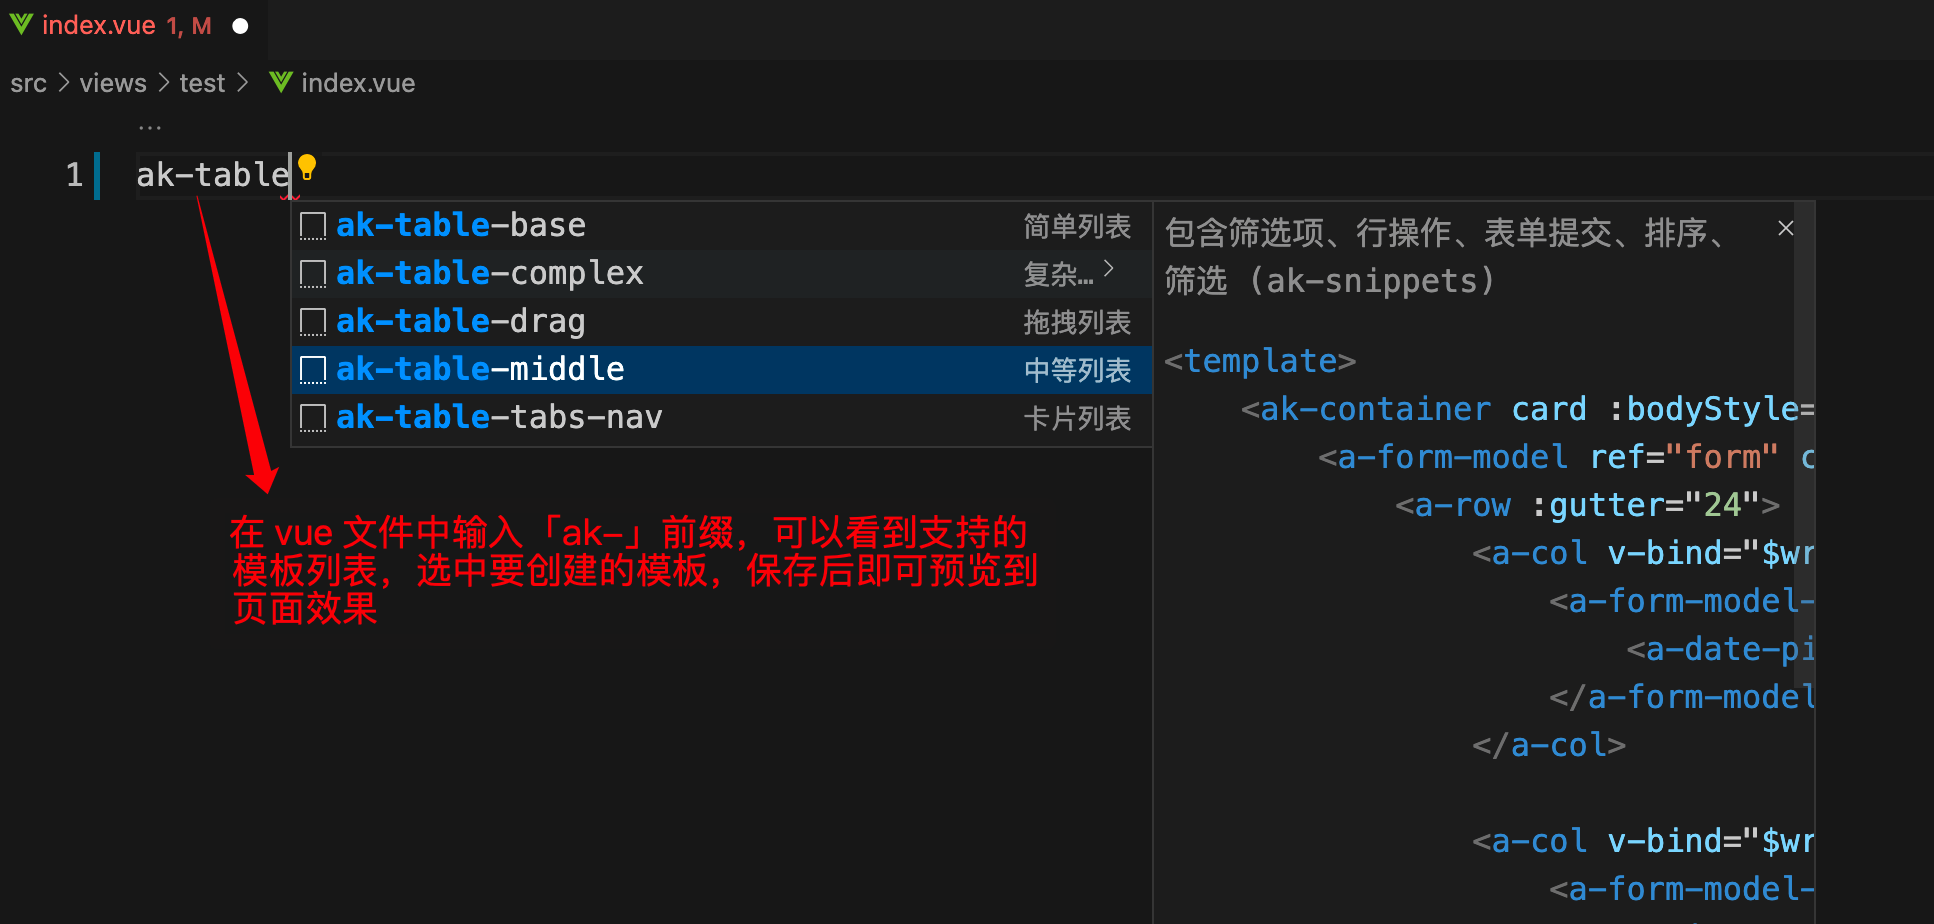 index.vue 1, M
src > views > test > index.vue
...
1 ak-table
ak-table-base 简单列表
ak-table-complex 复杂... >
ak-table-drag 拖拽列表
ak-table-middle 中等列表
ak-table-tabs-nav 卡片列表
在 vue 文件中输入「ak-」前缀，可以看到支持的
模板列表，选中要创建的模板，保存后即可预览到
页面效果
包含筛选项、行操作、表单提交、排序、
筛选 (ak-snippets)
<template>
<ak-container card :bodyStyle=
<a-form-model ref="form" c
<a-row :gutter="24">
<a-col v-bind="$wr
<a-form-model-
<a-date-pi
</a-form-model
</a-col>
<a-col v-bind="$wr
<a-form-model-